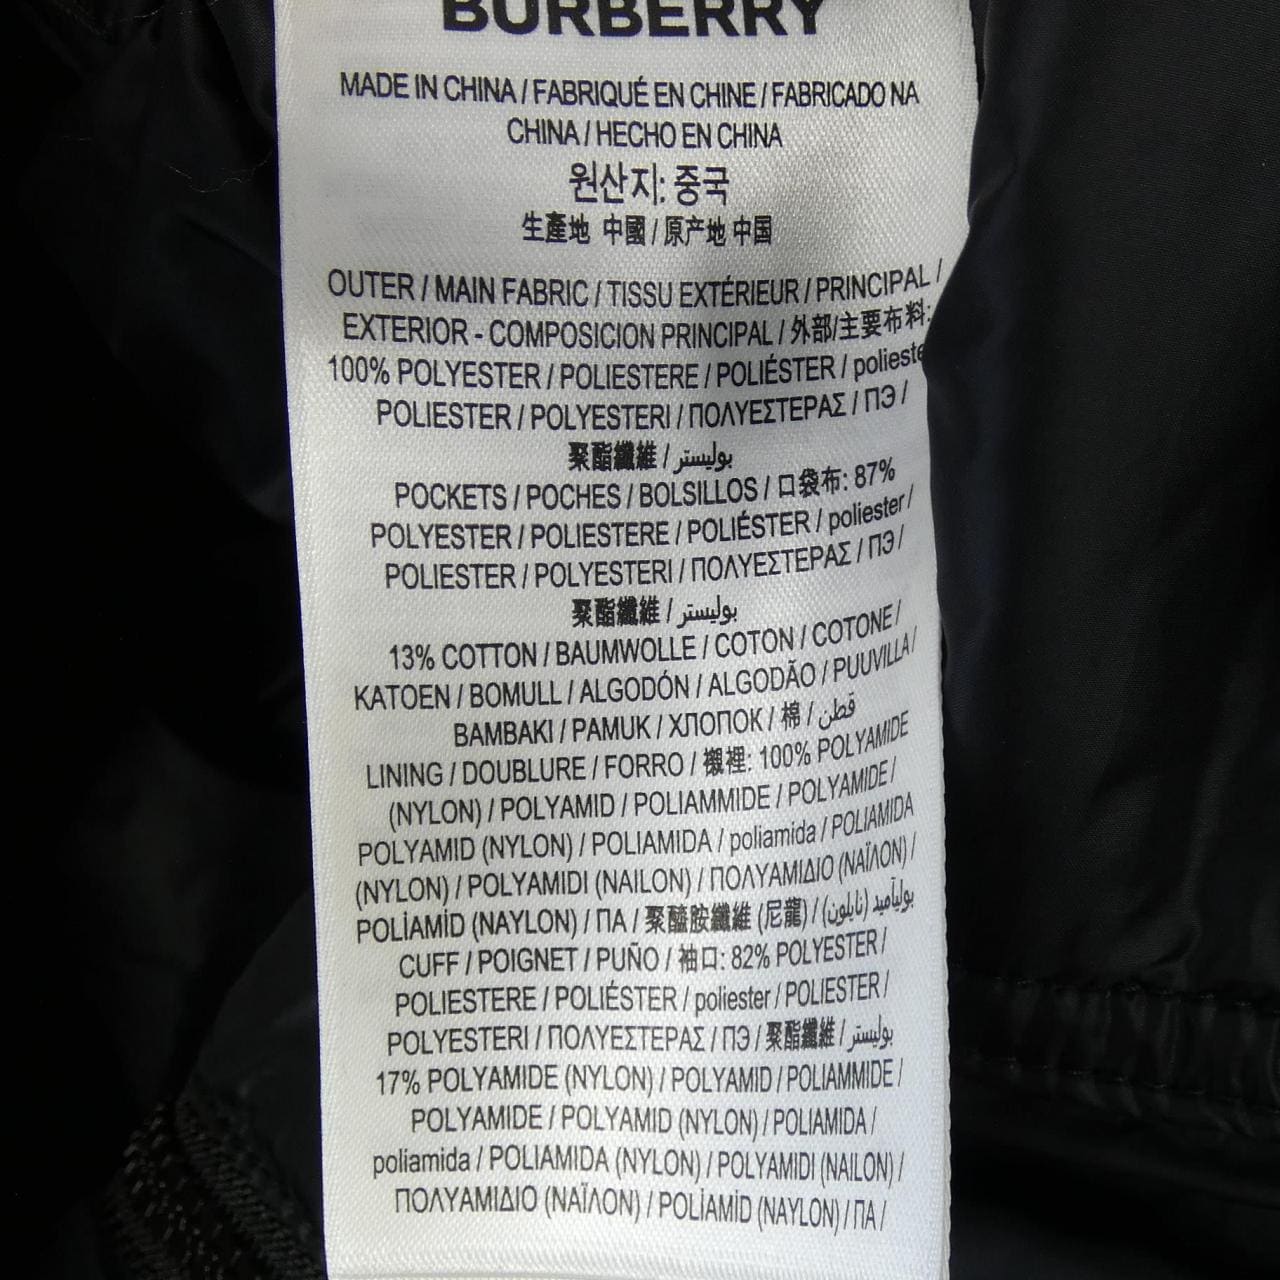 BURBERRY
MADE IN CHINA / FABRIQUÉ EN CHINE / FABRICADO NA
CHINA / HECHO EN CHINA
원산지: 중국
生產地 中國 / 原产地 中国
OUTER / MAIN FABRIC / TISSU EXTÉRIEUR / PRINCIPAL /
EXTERIOR - COMPOSICION PRINCIPAL / 外部/主要布料:
100% POLYESTER / POLIESTERE / POLIÉSTER / polieste
POLIESTER / POLYESTERI / ΠΟΛΥΕΣΤΕΡΑΣ / ПЭ /
聚酯纖維 / بوليستر
POCKETS / POCHES / BOLSILLOS / 口袋布: 87%
POLYESTER / POLIESTERE / POLIÉSTER / poliester /
POLIESTER / POLYESTERI / ΠΟΛΥΕΣΤΕΡΑΣ / ПЭ /
聚酯纖維 / بوليستر
13% COTTON / BAUMWOLLE / COTON / COTONE /
KATOEN / BOMULL / ALGODÓN / ALGODÃO / PUUVILLA /
BAMBAKI / PAMUK / ХЛОПОК / 棉 / قطن
LINING / DOUBLURE / FORRO / 襯裡: 100% POLYAMIDE
(NYLON) / POLYAMID / POLIAMMIDE / POLYAMIDE /
POLYAMID (NYLON) / POLIAMIDA / poliamida / POLIAMIDA
(NYLON) / POLYAMIDI (NAILON) / ΠΟΛΥΑΜΙΔΙΟ (ΝΑΪΛΟΝ) /
POLİAMİD (NAYLON) / ПА / 聚醯胺纖維 (尼龍) / بوليآميد (نايلون)
CUFF / POIGNET / PUÑO / 袖口: 82% POLYESTER /
POLIESTERE / POLIÉSTER / poliester / POLIESTER /
POLYESTERI / ΠΟΛΥΕΣΤΕΡΑΣ / ПЭ / 聚酯纖維 / بوليستر
17% POLYAMIDE (NYLON) / POLYAMID / POLIAMMIDE /
POLYAMIDE / POLYAMID (NYLON) / POLIAMIDA /
poliamida / POLIAMIDA (NYLON) / POLYAMIDI (NAILON) /
ΠΟΛΥΑΜΙΔΙΟ (ΝΑΪΛΟΝ) / POLİAMİD (NAYLON) / ПА /